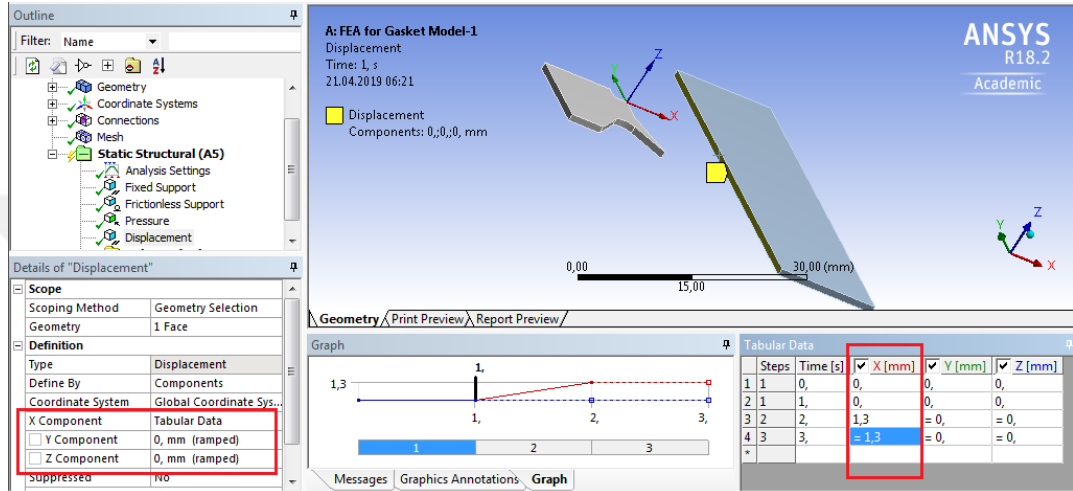 Outline
Filter: Name
Geometry
Coordinate Systems
Connections
Mesh
Static Structural (A5)
Analysis Settings
Fixed Support
Frictionless Support
Pressure
Displacement
Details of "Displacement"
Scope
Scoping Method Geometry Selection
Geometry 1 Face
Definition
Type Displacement
Define By Components
Coordinate System Global Coordinate Sys...
X Component Tabular Data
Y Component 0, mm (ramped)
Z Component 0, mm (ramped)
Suppressed No
A: FEA for Gasket Model-1
Displacement
Time: 1, s
21.04.2019 06:21
Displacement
Components: 0,;0,;0, mm
ANSYS
R18.2
Academic
Z
Y
X
Z
Y
X
0,00 30,00 (mm)
15,00
Geometry Print Preview Report Preview
Graph
1,
1,3
1, 2, 3,
1 2 3
Messages Graphics Annotations Graph
Tabular Data
Steps Time [s] X [mm] Y [mm] Z [mm]
1 1 0, 0, 0, 0,
2 1 1, 0, 0, 0,
3 2 2, 1,3 = 0, = 0,
4 3 3, = 1,3 = 0, = 0,
*